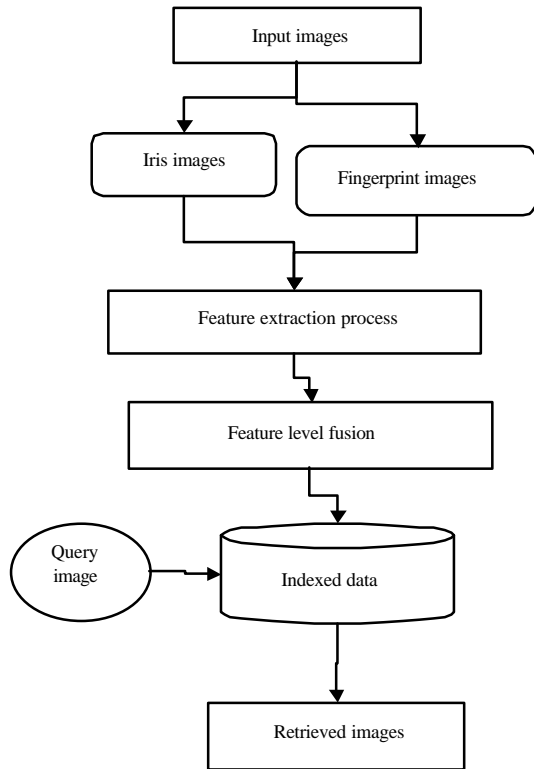 Input images
Iris images
Fingerprint images
Feature extraction process
Feature level fusion
Query
image
Indexed data
Retrieved images